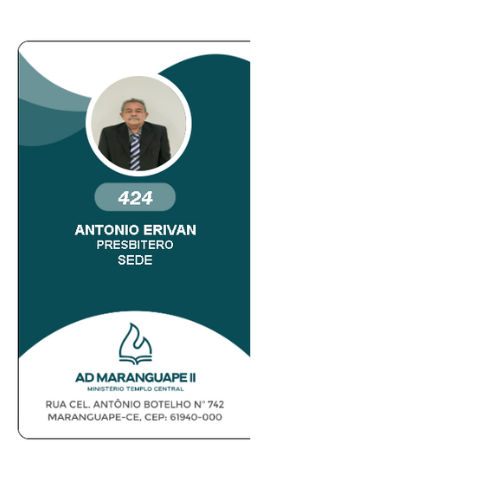 424
ANTONIO ERIVAN
PRESBITERO
SEDE
AD MARANGUAPE II
MINISTÉRIO TEMPLO CENTRAL
RUA CEL. ANTÔNIO BOTELHO N° 742
MARANGUAPE-CE, CEP: 61940-000